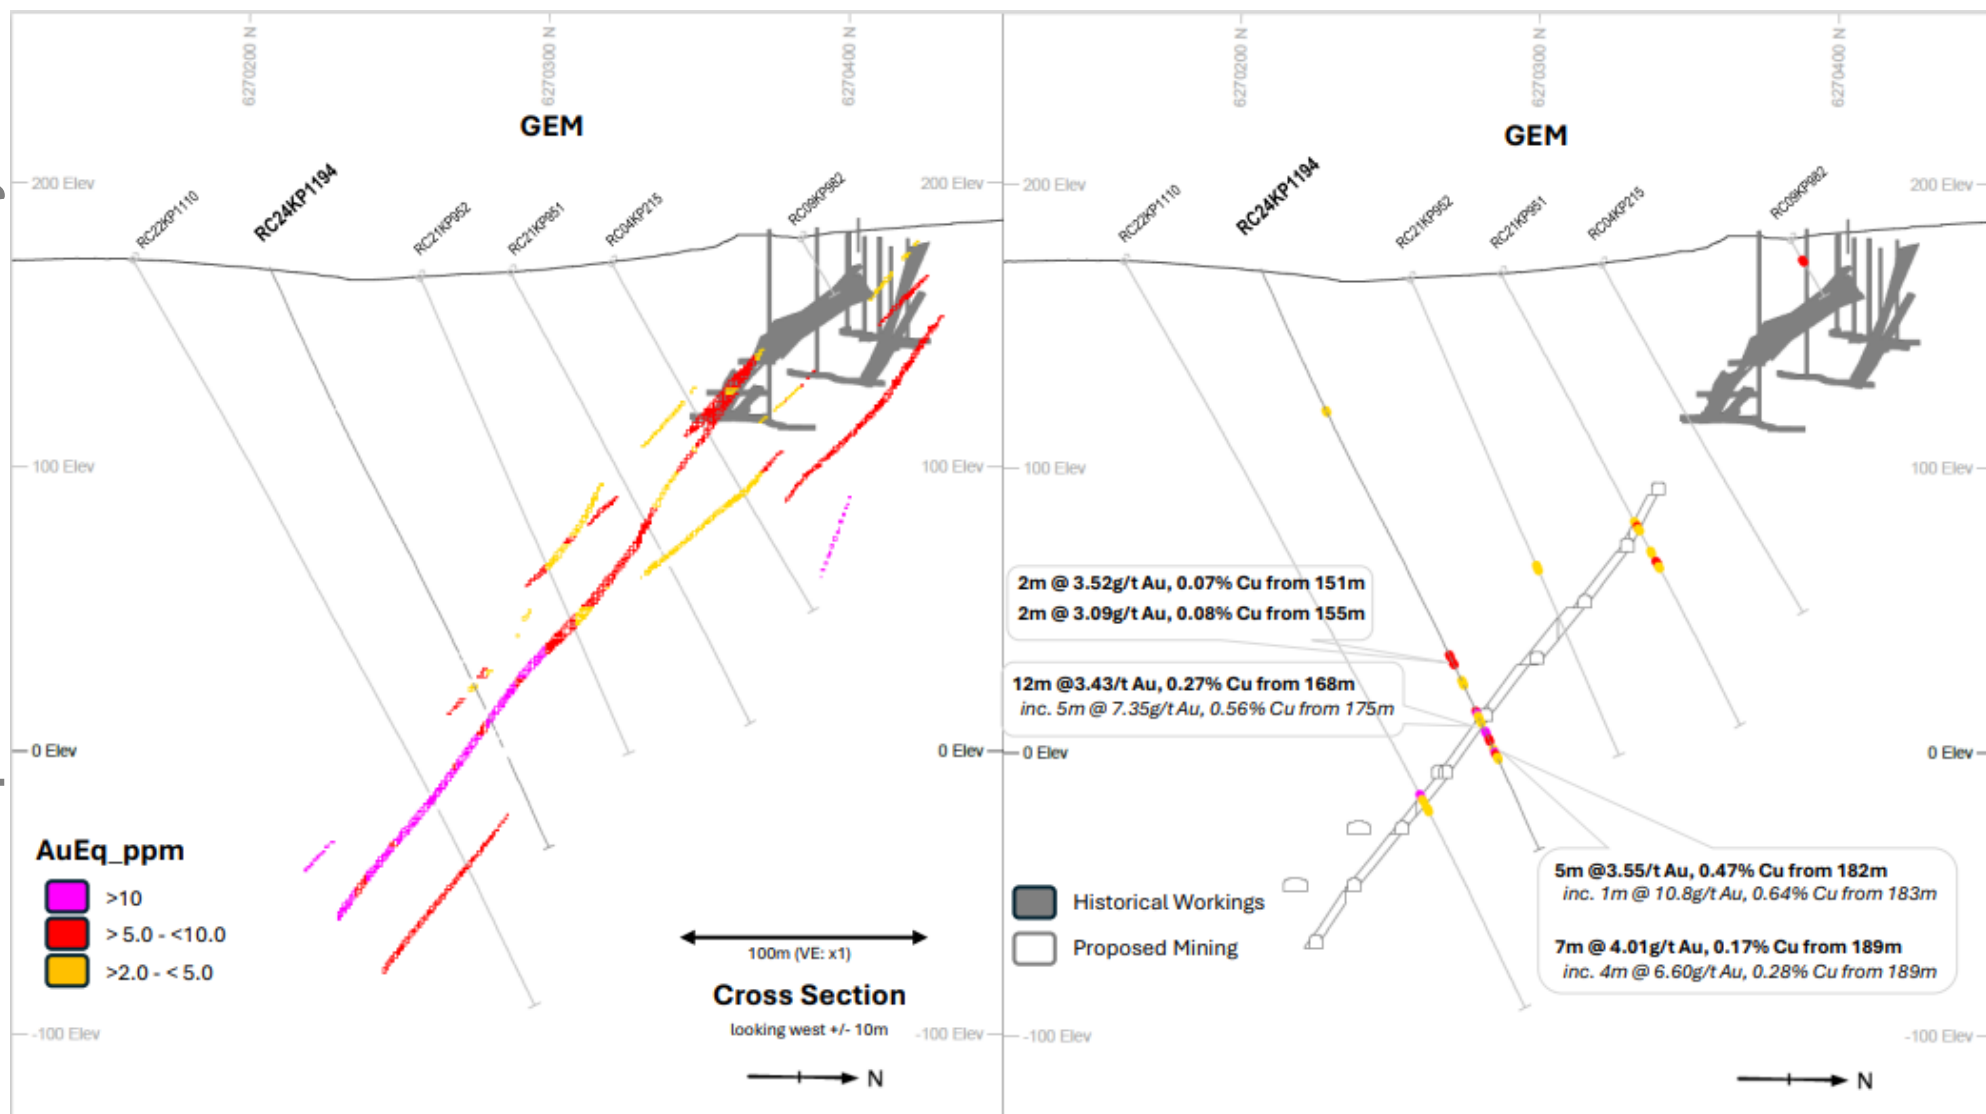 6270200 N
6270300 N
6270400 N
GEM
RC22KP1110
RC24KP1194
RC21KP952
RC21KP951
RC04KP215
RC09KP982
200 Elev
200 Elev
100 Elev
100 Elev
0 Elev
0 Elev
-100 Elev
-100 Elev
AuEq_ppm
>10
> 5.0 - <10.0
>2.0 - < 5.0
100m (VE: x1)
Cross Section
looking west +/- 10m
N
6270200 N
6270300 N
6270400 N
GEM
RC22KP1110
RC24KP1194
RC21KP952
RC21KP951
RC04KP215
RC09KP982
200 Elev
200 Elev
100 Elev
100 Elev
0 Elev
0 Elev
-100 Elev
-100 Elev
2m @ 3.52g/t Au, 0.07% Cu from 151m
2m @ 3.09g/t Au, 0.08% Cu from 155m
12m @3.43/t Au, 0.27% Cu from 168m
inc. 5m @ 7.35g/t Au, 0.56% Cu from 175m
5m @3.55/t Au, 0.47% Cu from 182m
inc. 1m @ 10.8g/t Au, 0.64% Cu from 183m
7m @ 4.01g/t Au, 0.17% Cu from 189m
inc. 4m @ 6.60g/t Au, 0.28% Cu from 189m
Historical Workings
Proposed Mining
N